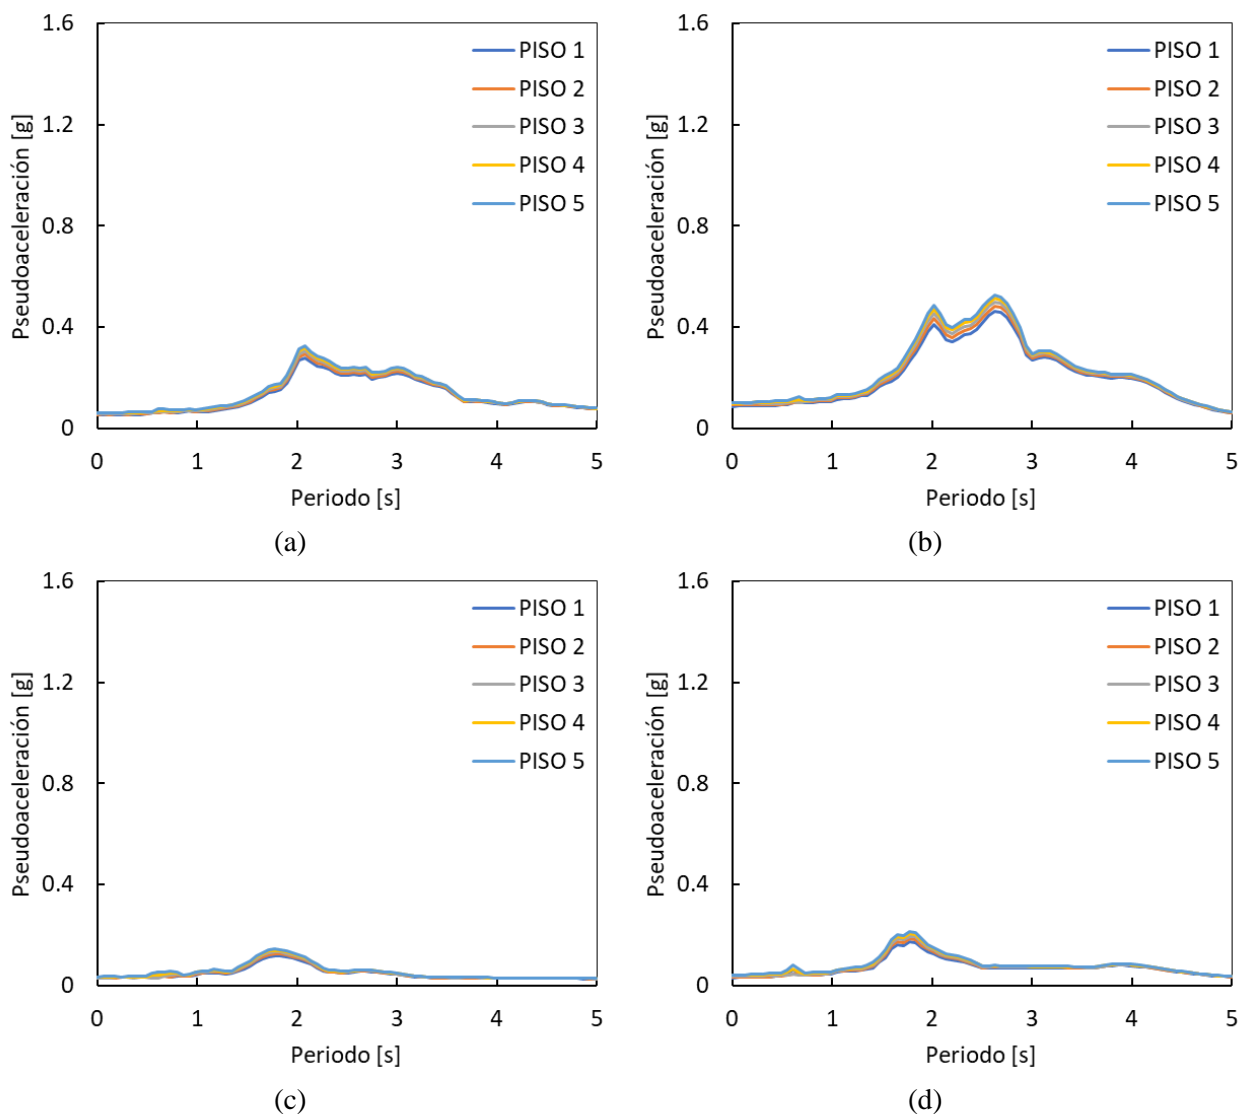 1.6
1.2
0.8
0.4
0
Pseudoaceleración [g]
PISO 1
PISO 2
PISO 3
PISO 4
PISO 5
0 1 2 3 4 5
Periodo [s]
(a)
1.6
1.2
0.8
0.4
0
Pseudoaceleración [g]
PISO 1
PISO 2
PISO 3
PISO 4
PISO 5
0 1 2 3 4 5
Periodo [s]
(b)
1.6
1.2
0.8
0.4
0
Pseudoaceleración [g]
PISO 1
PISO 2
PISO 3
PISO 4
PISO 5
0 1 2 3 4 5
Periodo [s]
(c)
1.6
1.2
0.8
0.4
0
Pseudoaceleración [g]
PISO 1
PISO 2
PISO 3
PISO 4
PISO 5
0 1 2 3 4 5
Periodo [s]
(d)